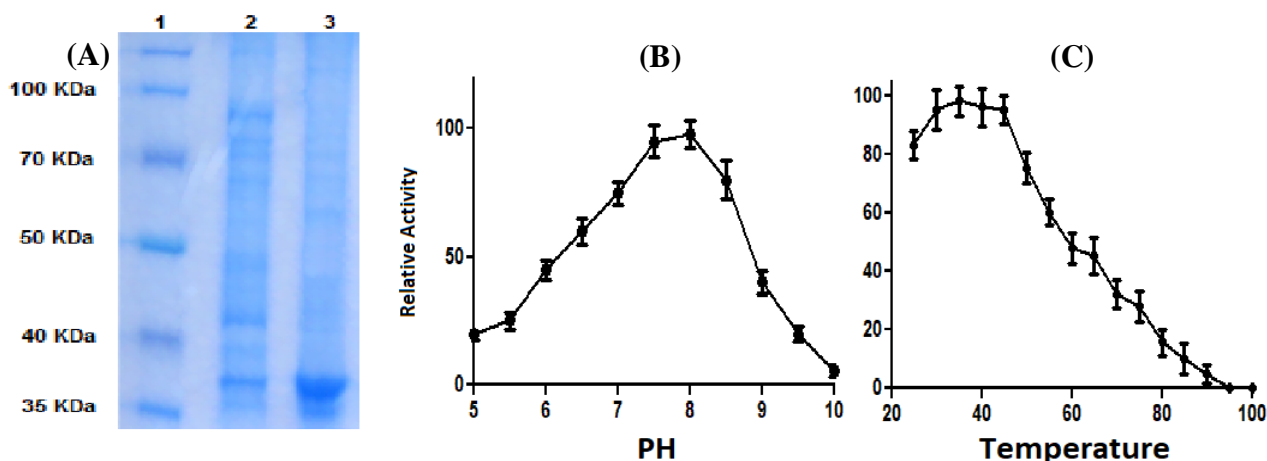 1 2 3
(A) (B) (C)
100 KDa
70 KDa
50 KDa
40 KDa
35 KDa
Relative Activity
100
50
0
5 6 7 8 9 10
PH
100
80
60
40
20
0
20 40 60 80 100
Temperature